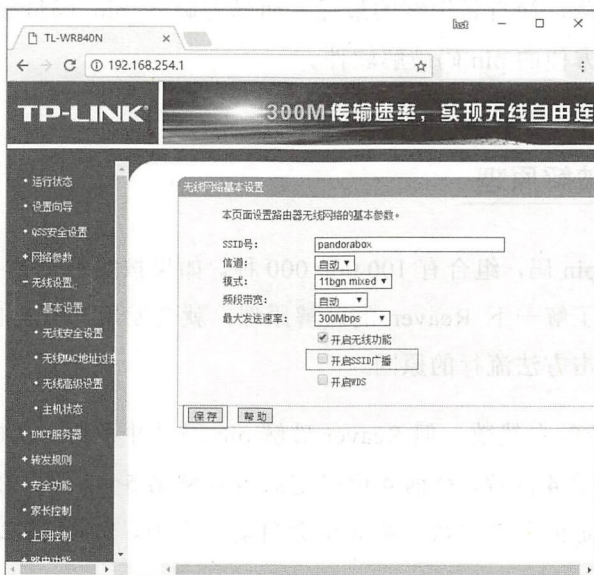 TL-WR840N
192.168.254.1
TP-LINK
300M传输速率，实现无线自由连
运行状态
设置向导
QSS安全设置
+ 网络参数
- 无线设置
基本设置
无线安全设置
无线MAC地址过
无线高级设置
主机状态
+ DHCP服务器
+ 转发规则
+ 安全功能
家长控制
+ 上网控制
+ 路由功能
无线网络基本设置
本页面设置路由器无线网络的基本参数。
SSID号： pandorabox
信道： 自动
模式： 11bgn mixed
频段带宽： 自动
最大发送速率： 300Mbps
开启无线功能
开启SSID广播
开启WDS
保存 帮助